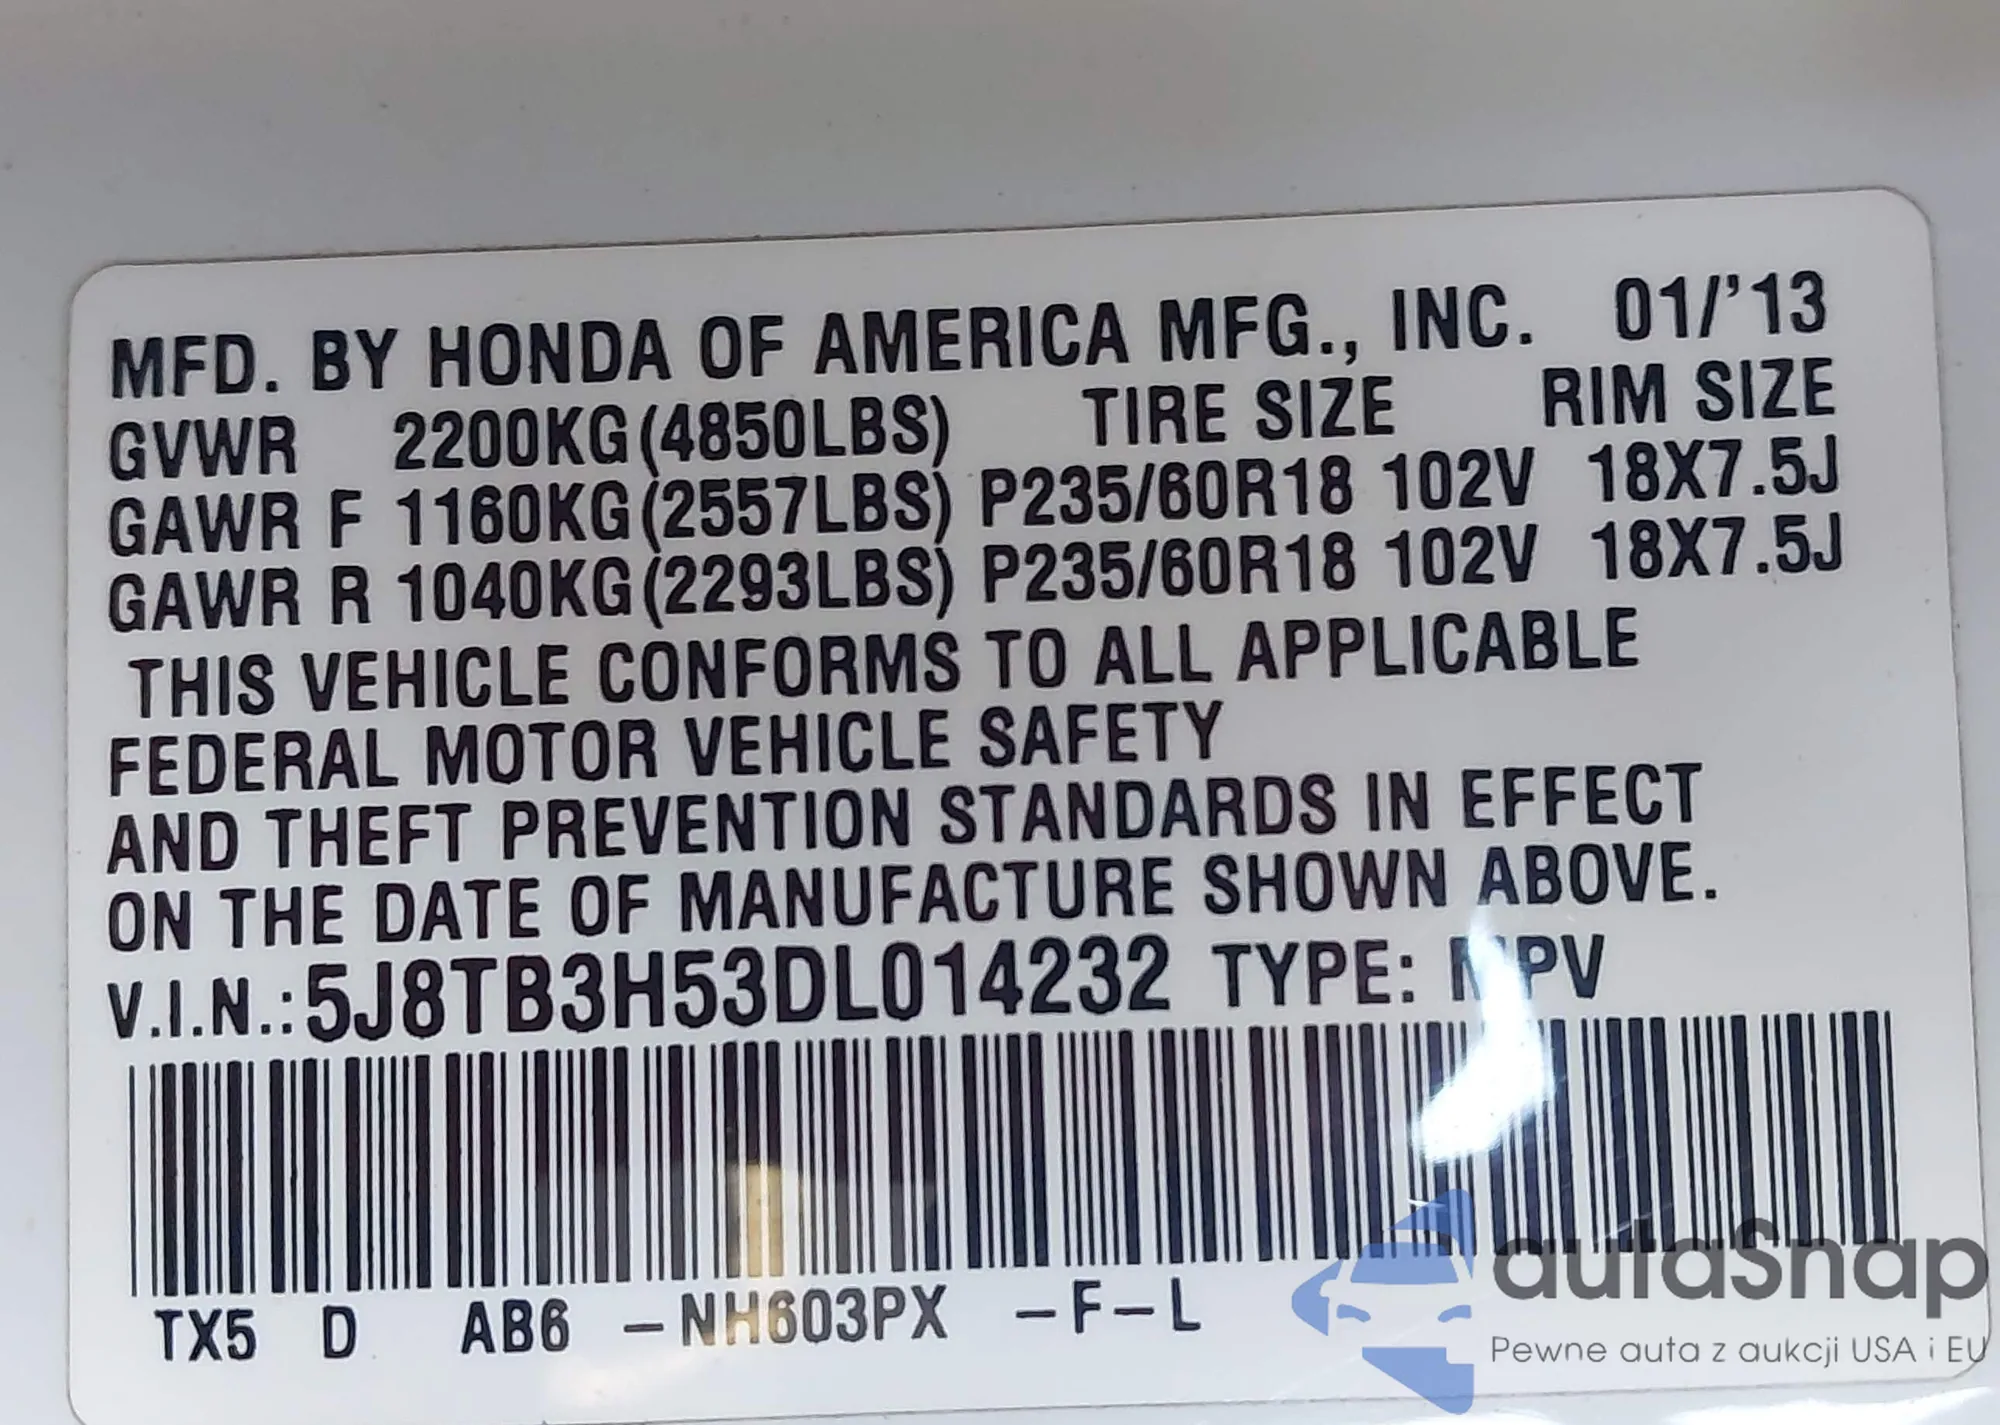 MFD. BY HONDA OF AMERICA MFG., INC. 01/'13
GVWR 2200KG(4850LBS) TIRE SIZE RIM SIZE
GAWR F 1160KG(2557LBS) P235/60R18 102V 18X7.5J
GAWR R 1040KG(2293LBS) P235/60R18 102V 18X7.5J
THIS VEHICLE CONFORMS TO ALL APPLICABLE
FEDERAL MOTOR VEHICLE SAFETY
AND THEFT PREVENTION STANDARDS IN EFFECT
ON THE DATE OF MANUFACTURE SHOWN ABOVE.
V.I.N.:5J8TB3H53DL014232 TYPE: MPV
TX5 D AB6 -NH603PX -F-L
autaSnap
Pewne auta z aukcji USA i EU